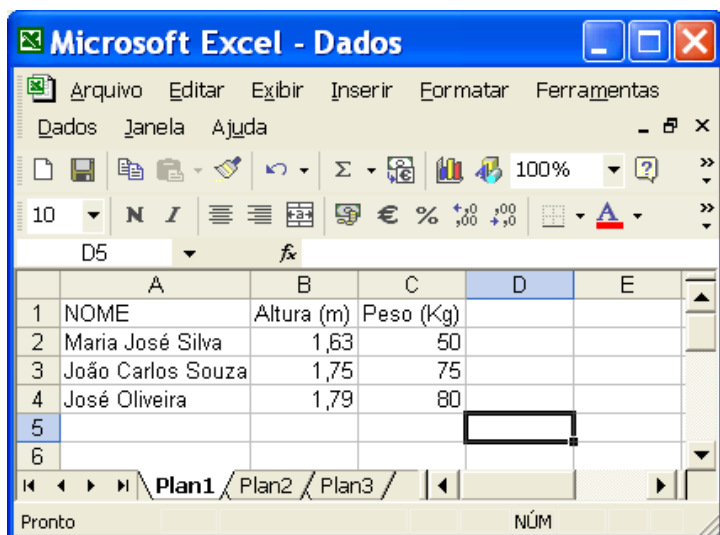 Microsoft Excel - Dados
Arquivo Editar Exibir Inserir Formatar Ferramentas
Dados Janela Ajuda
Σ 100%
10 N I € % ,00 ,00 A
D5 fx
A B C D E
1 NOME Altura (m) Peso (Kg)
2 Maria José Silva 1,63 50
3 João Carlos Souza 1,75 75
4 José Oliveira 1,79 80
5
6
Plan1 Plan2 Plan3
Pronto NÚM